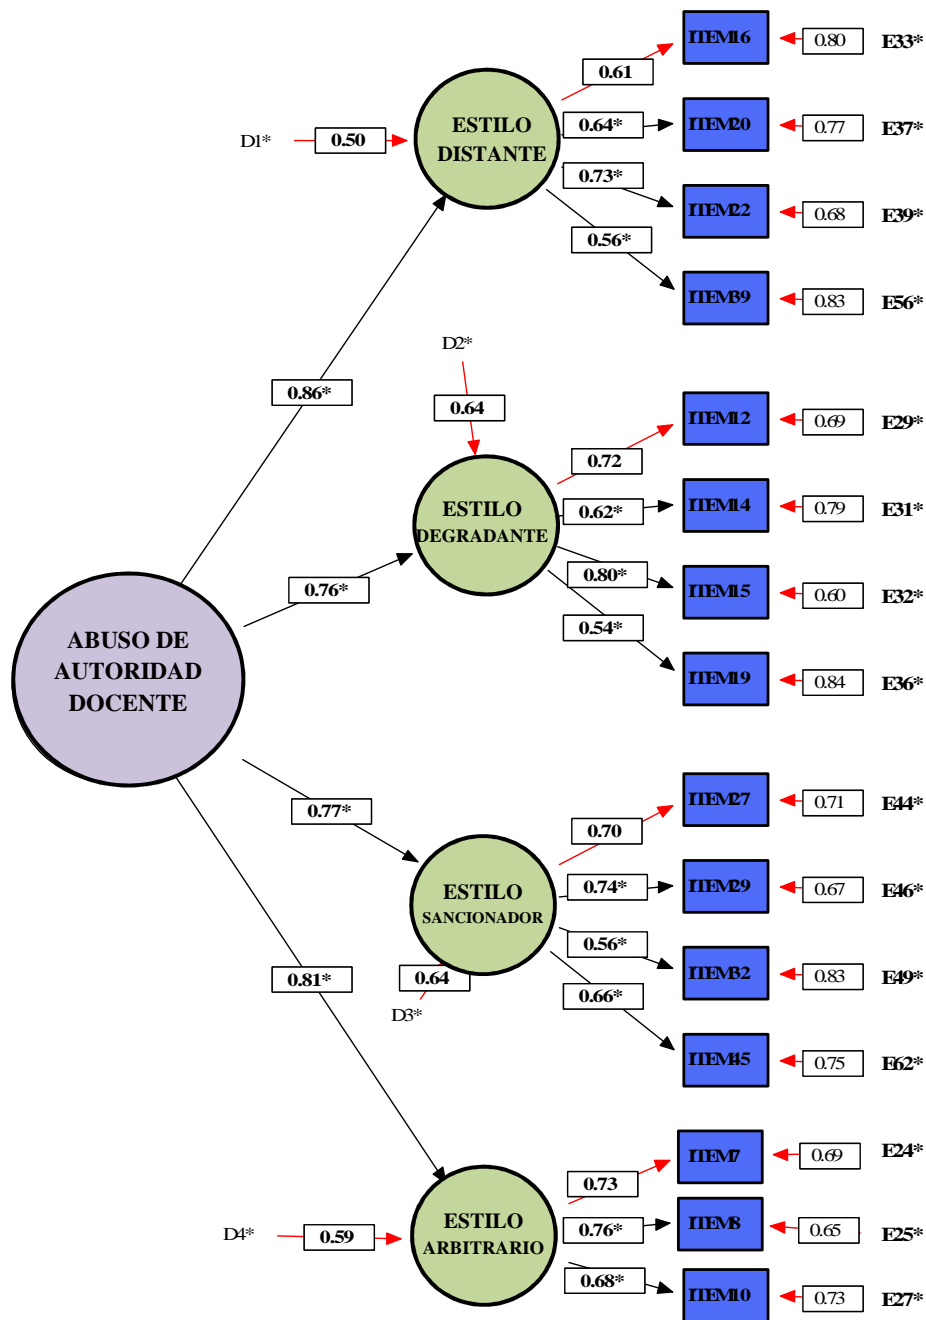 ITEM16
0.80
E33*
0.61
ESTILO
DISTANTE
D1*
0.50
0.64*
ITEM20
0.77
E37*
0.73*
ITEM22
0.68
E39*
0.56*
ITEM39
0.83
E56*
D2*
0.86*
0.64
ITEM12
0.69
E29*
0.72
ESTILO
DEGRADANTE
0.62*
ITEM14
0.79
E31*
0.76*
0.80*
ITEM15
0.60
E32*
0.54*
ABUSO DE
AUTORIDAD
DOCENTE
ITEM19
0.84
E36*
0.77*
0.70
ITEM27
0.71
E44*
ESTILO
SANCIONADOR
0.74*
ITEM29
0.67
E46*
0.81*
0.64
D3*
0.56*
ITEM32
0.83
E49*
0.66*
ITEM45
0.75
E62*
0.73
ITEM7
0.69
E24*
D4*
0.59
ESTILO
ARBITRARIO
0.76*
ITEM8
0.65
E25*
0.68*
ITEM10
0.73
E27*